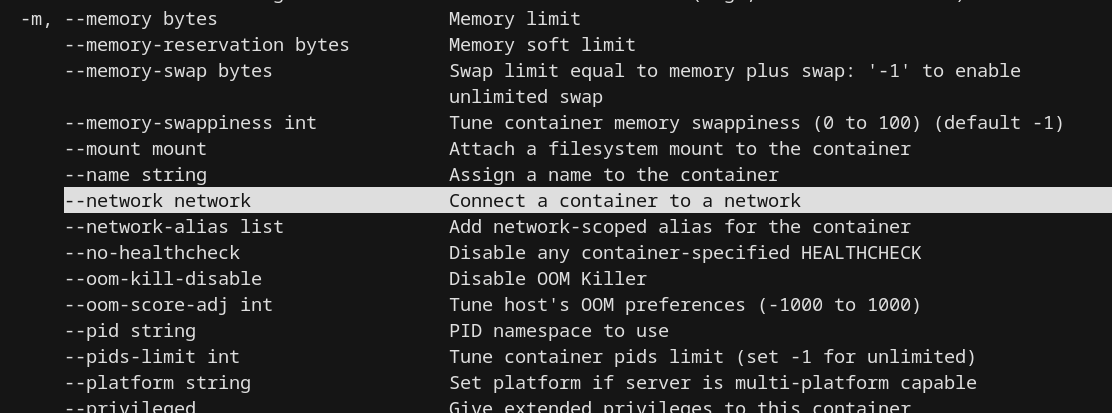 -m, --memory bytes                      Memory limit
    --memory-reservation bytes         Memory soft limit
    --memory-swap bytes                Swap limit equal to memory plus swap: '-1' to enable
                                       unlimited swap
    --memory-swappiness int            Tune container memory swappiness (0 to 100) (default -1)
    --mount mount                      Attach a filesystem mount to the container
    --name string                      Assign a name to the container
    --network network                  Connect a container to a network
    --network-alias list               Add network-scoped alias for the container
    --no-healthcheck                   Disable any container-specified HEALTHCHECK
    --oom-kill-disable                 Disable OOM Killer
    --oom-score-adj int                Tune host's OOM preferences (-1000 to 1000)
    --pid string                       PID namespace to use
    --pids-limit int                   Tune container pids limit (set -1 for unlimited)
    --platform string                  Set platform if server is multi-platform capable
    --privileged                       Give extended privileges to this container